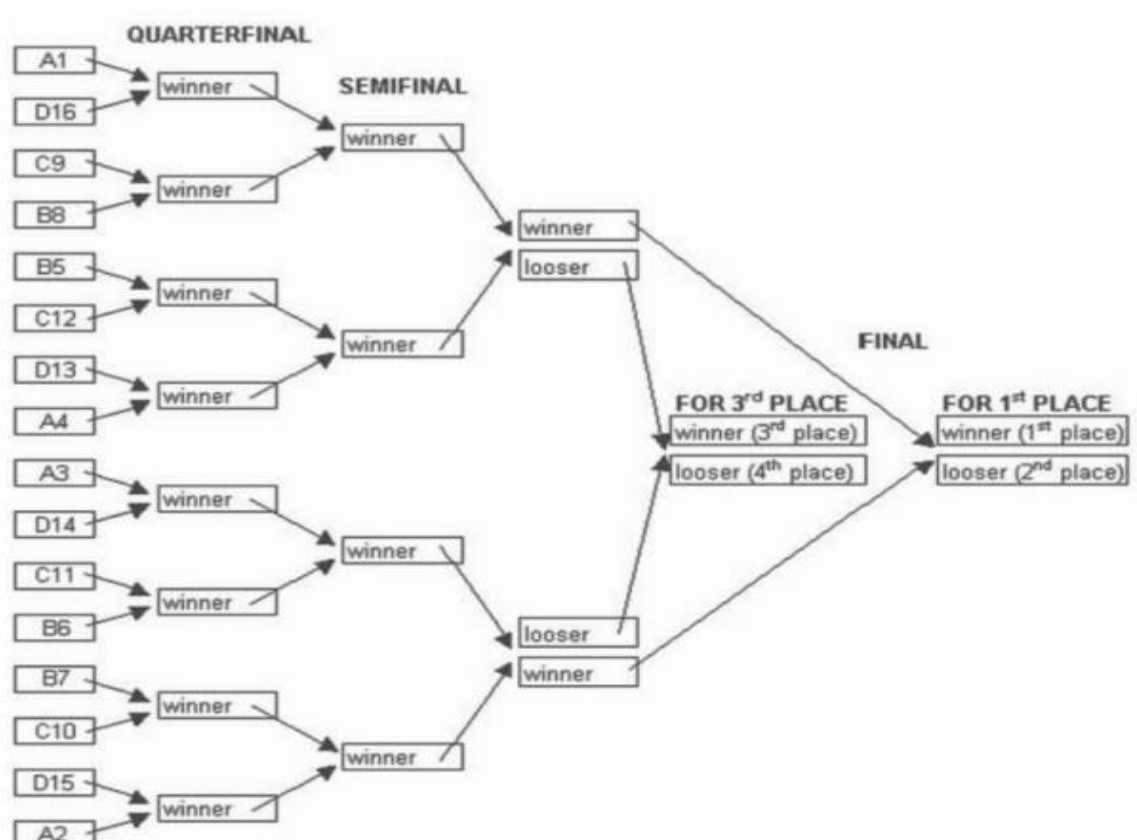 QUARTERFINAL
A1
winner
SEMIFINAL
D16
winner
C9
winner
B8
winner
looser
B5
winner
C12
winner
FINAL
D13
winner
A4
FOR 3rd PLACE
winner (3rd place)
looser (4th place)
FOR 1st PLACE
winner (1st place)
looser (2nd place)
A3
winner
D14
winner
C11
winner
B6
looser
winner
B7
winner
C10
winner
D15
winner
A2